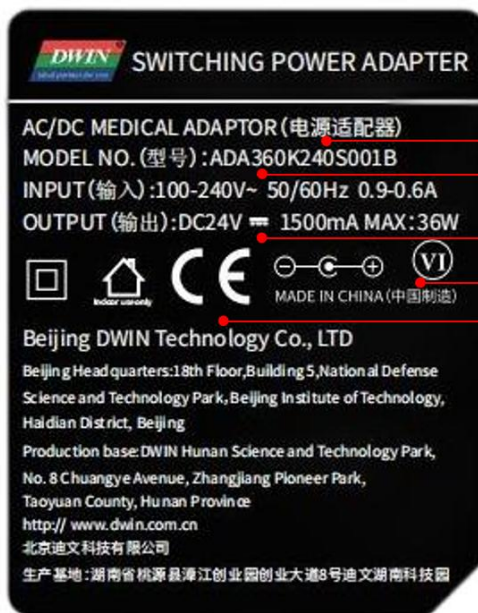 DWIN
SWITCHING POWER ADAPTER
AC/DC MEDICAL ADAPTOR(电源适配器)
MODEL NO.(型号):ADA360K240S001B
INPUT(输入):100-240V~ 50/60Hz 0.9-0.6A
OUTPUT(输出):DC24V ⎓ 1500mA MAX:36W
Indoor use only
CE
VI
MADE IN CHINA(中国制造)
Beijing DWIN Technology Co., LTD
Beijing Headquarters:18th Floor,Building 5,National Defense
Science and Technology Park, Beijing Institute of Technology,
Haidian District, Beijing
Production base:DWIN Hunan Science and Technology Park,
No. 8 Chuangye Avenue, Zhangjiang Pioneer Park,
Taoyuan County, Hunan Province
http:// www.dwin.com.cn
北京迪文科技有限公司
生产基地:湖南省桃源县漳江创业园创业大道8号迪文湖南科技园